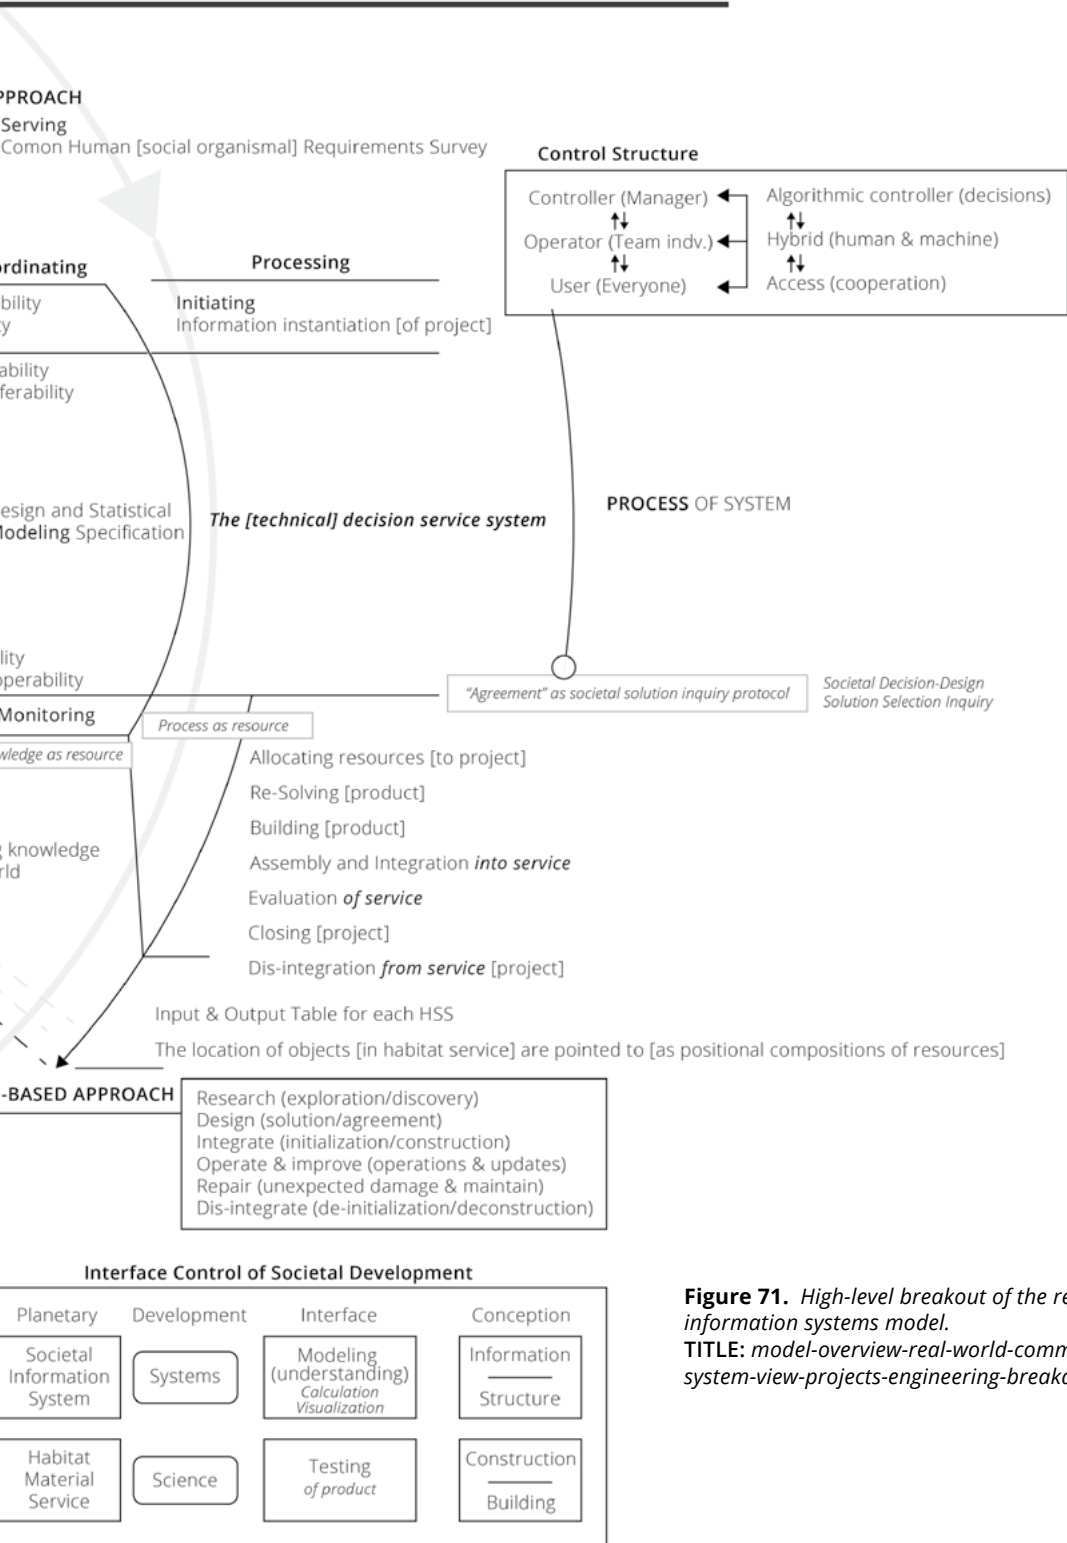 PPROACH
Serving
Comon Human [social organismal] Requirements Survey
Control Structure
Controller (Manager)
Algorithmic controller (decisions)
Operator (Team indv.)
Hybrid (human & machine)
User (Everyone)
Access (cooperation)
ordinating
Processing
bility
y
Initiating
Information instantiation [of project]
ability
ferability
esign and Statistical
Modeling Specification
The [technical] decision service system
PROCESS OF SYSTEM
lity
operability
Monitoring
Process as resource
wledge as resource
"Agreement" as societal solution inquiry protocol
Societal Decision-Design
Solution Selection Inquiry
Allocating resources [to project]
Re-Solving [product]
Building [product]
g knowledge
rld
Assembly and Integration into service
Evaluation of service
Closing [project]
Dis-integration from service [project]
Input & Output Table for each HSS
The location of objects [in habitat service] are pointed to [as positional compositions of resources]
-BASED APPROACH
Research (exploration/discovery)
Design (solution/agreement)
Integrate (initialization/construction)
Operate & improve (operations & updates)
Repair (unexpected damage & maintain)
Dis-integrate (de-initialization/deconstruction)
Interface Control of Societal Development
Planetary
Development
Interface
Conception
Societal
Information
System
Systems
Modeling
(understanding)
Calculation
Visualization
Information
Structure
Habitat
Material
Service
Science
Testing
of product
Construction
Building
Figure 71. High-level breakout of the re
information systems model.
TITLE: model-overview-real-world-comm
system-view-projects-engineering-breako